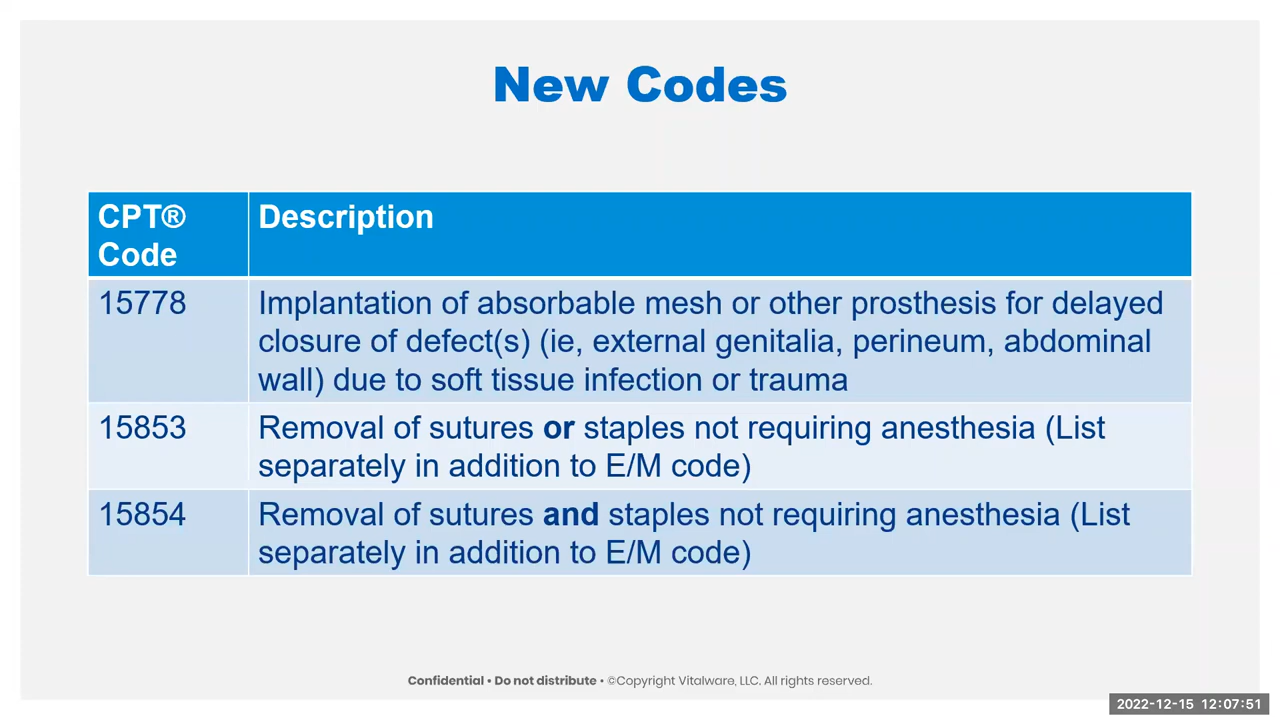 New Codes
CPT® Code
Description
15778
Implantation of absorbable mesh or other prosthesis for delayed
closure of defect(s) (ie, external genitalia, perineum, abdominal
wall) due to soft tissue infection or trauma
15853
Removal of sutures or staples not requiring anesthesia (List
separately in addition to E/M code)
15854
Removal of sutures and staples not requiring anesthesia (List
separately in addition to E/M code)
Confidential • Do not distribute • ©Copyright Vitalware, LLC. All rights reserved.
2022-12-15 12:07:51